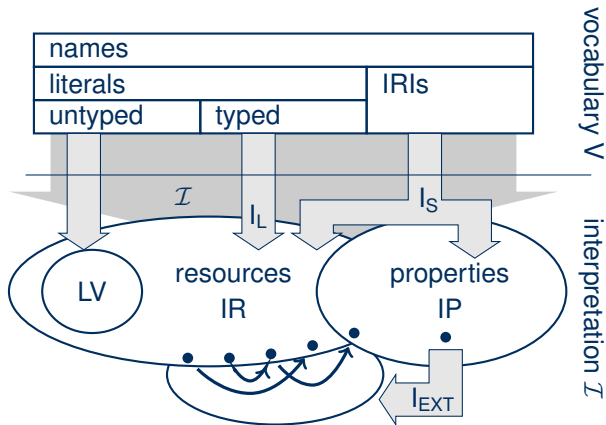 names
literals
IRIs
untyped
typed
vocabulary V
ℐ
I_L
I_S
resources
IR
properties
IP
LV
interpretation ℐ
I_EXT